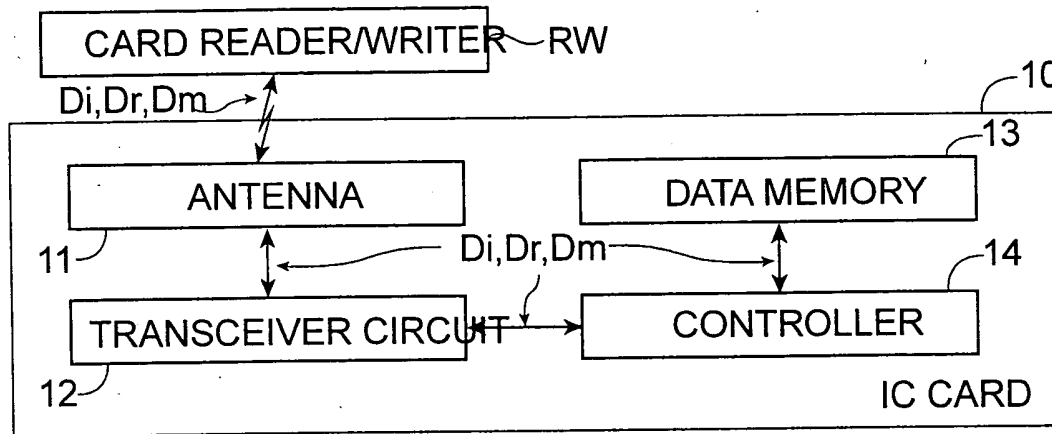 CARD READER/WRITER RW
Di,Dr,Dm
10
13
ANTENNA
DATA MEMORY
11
Di,Dr,Dm
14
TRANSCEIVER CIRCUIT
CONTROLLER
12
IC CARD